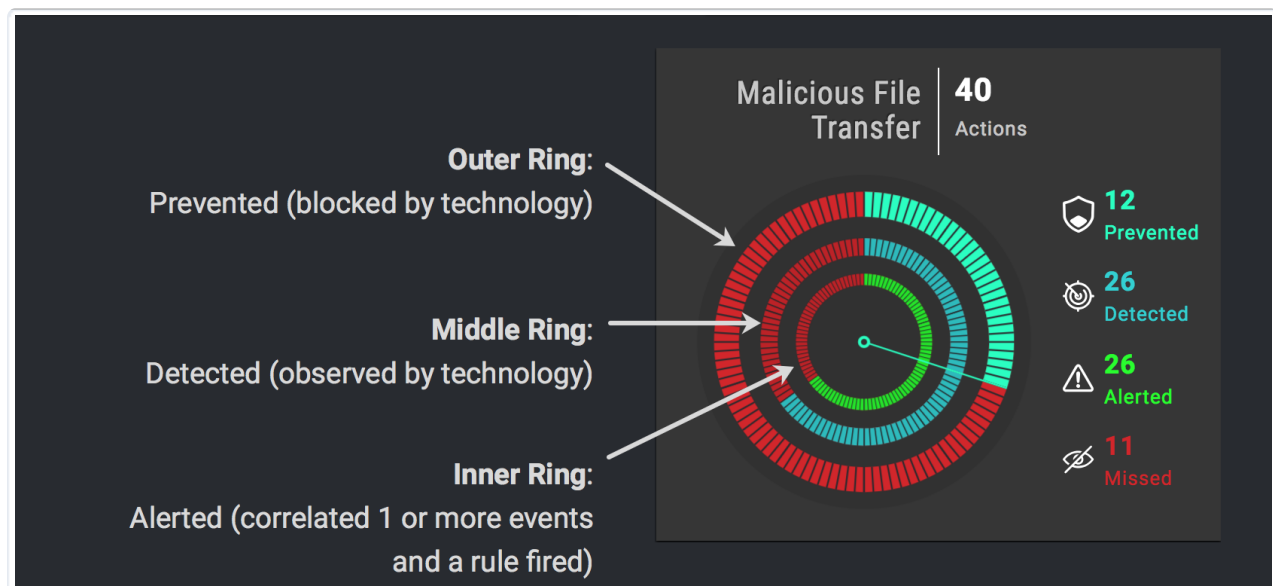 Malicious File
Transfer
40
Actions
Outer Ring:
Prevented (blocked by technology)
Middle Ring:
Detected (observed by technology)
Inner Ring:
Alerted (correlated 1 or more events
and a rule fired)
12
Prevented
26
Detected
26
Alerted
11
Missed